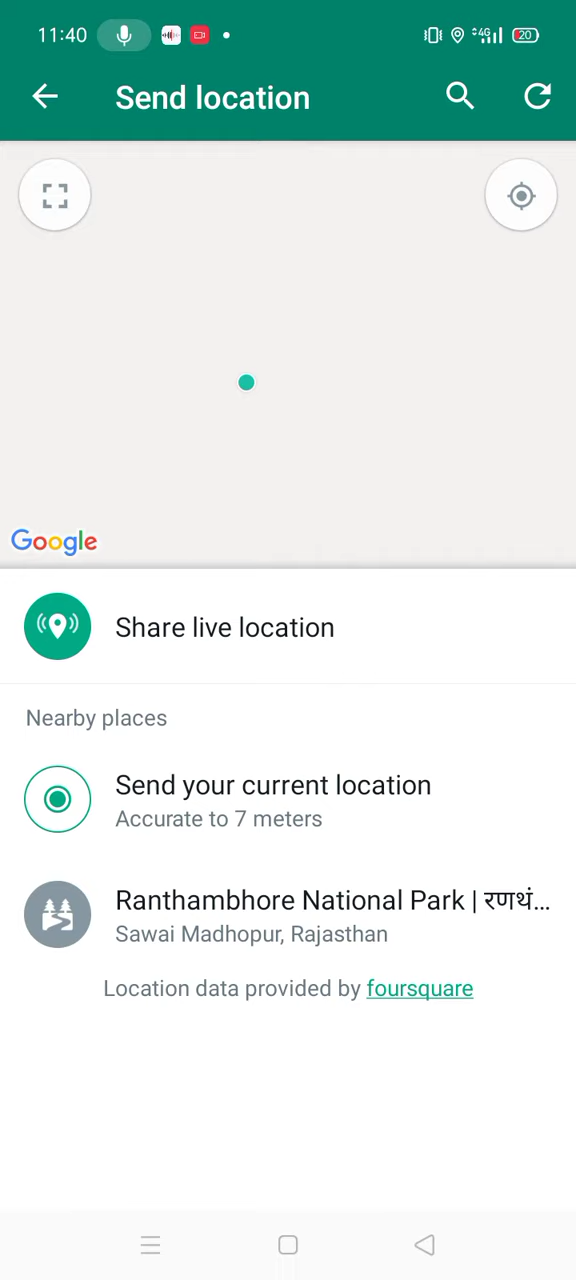 11:40
4G
20
Send location
Google
Share live location
Nearby places
Send your current location
Accurate to 7 meters
Ranthambhore National Park | रणथं...
Sawai Madhopur, Rajasthan
Location data provided by foursquare